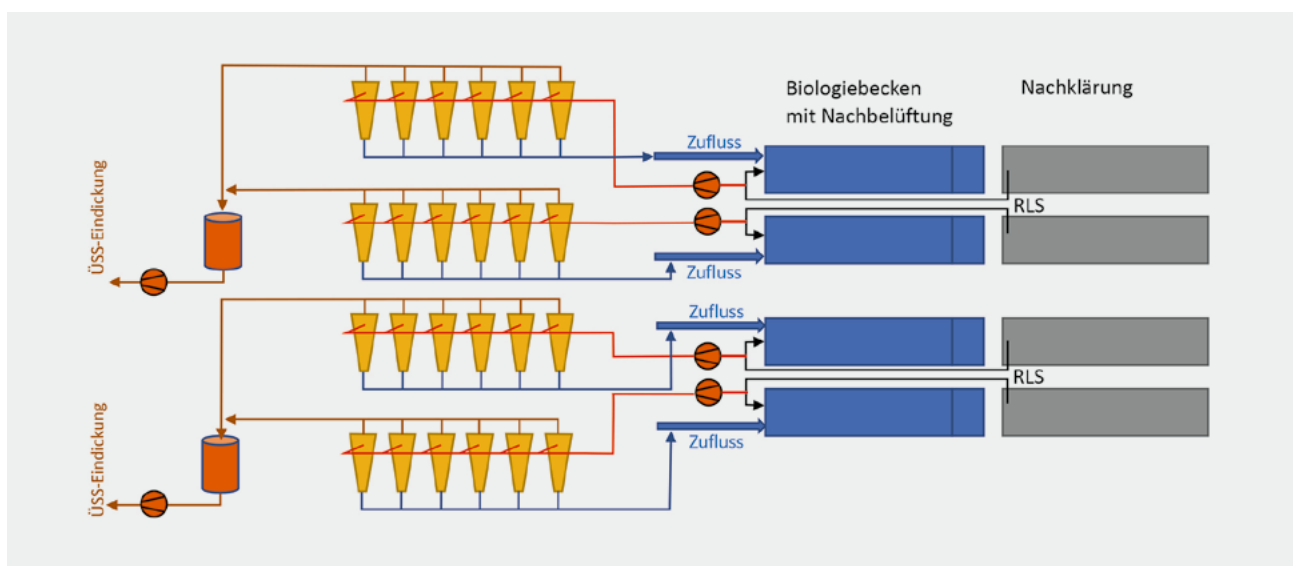 Biologiebecken
mit Nachbelüftung
Nachklärung
Zufluss
RLS
ÜSS-Eindickung
Zufluss
Zufluss
RLS
ÜSS-Eindickung
Zufluss